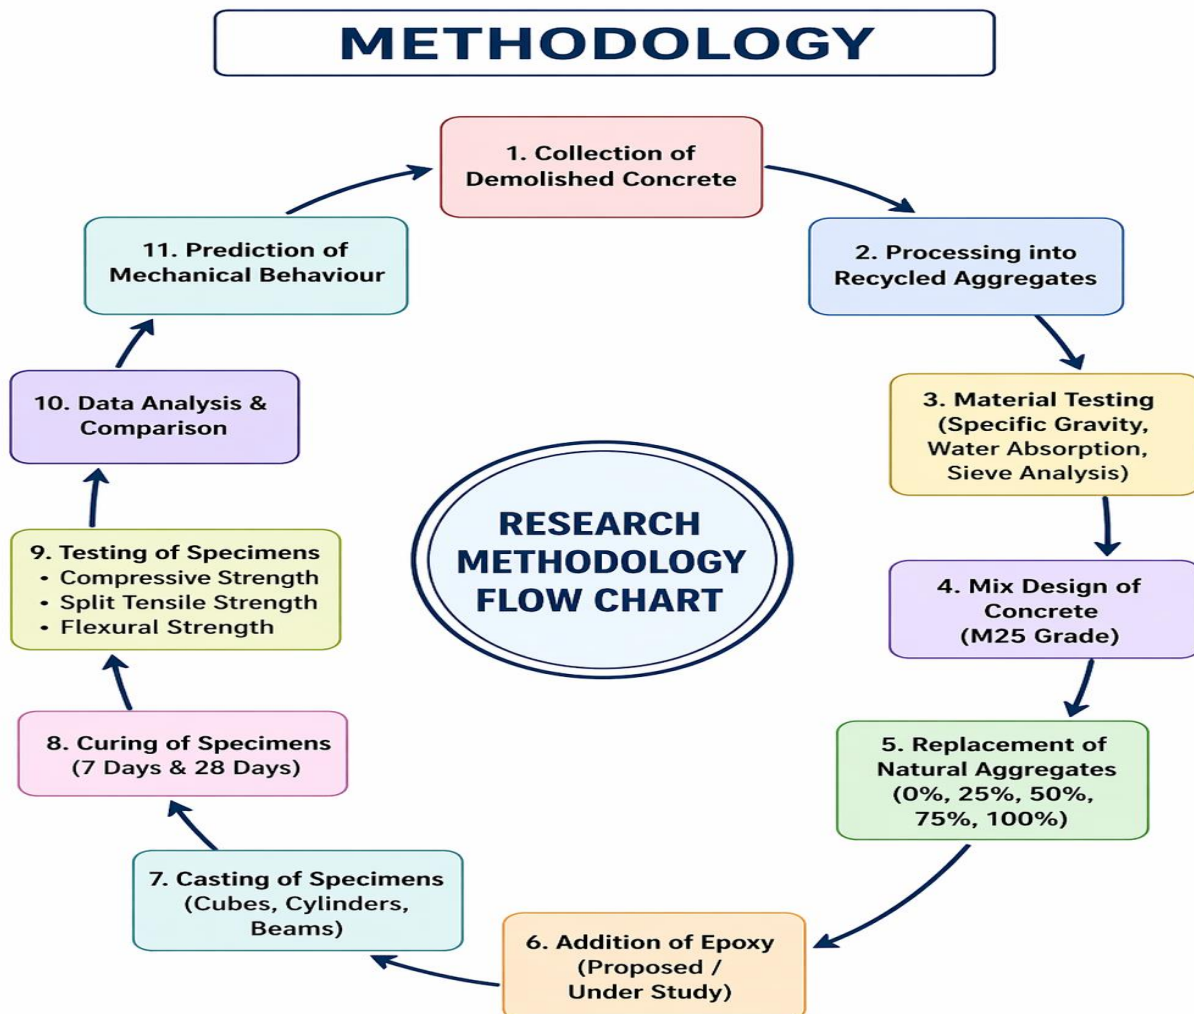 METHODOLOGY
1. Collection of
Demolished Concrete
2. Processing into
Recycled Aggregates
3. Material Testing
(Specific Gravity,
Water Absorption,
Sieve Analysis)
4. Mix Design of
Concrete
(M25 Grade)
5. Replacement of
Natural Aggregates
(0%, 25%, 50%,
75%, 100%)
6. Addition of Epoxy
(Proposed /
Under Study)
7. Casting of Specimens
(Cubes, Cylinders,
Beams)
8. Curing of Specimens
(7 Days & 28 Days)
9. Testing of Specimens
• Compressive Strength
• Split Tensile Strength
• Flexural Strength
10. Data Analysis &
Comparison
11. Prediction of
Mechanical Behaviour
RESEARCH
METHODOLOGY
FLOW CHART